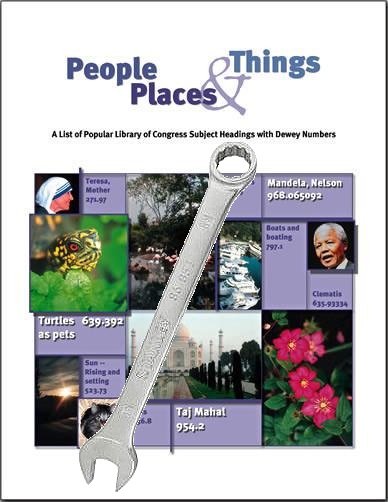 People
Places & Things
A List of Popular Library of Congress Subject Headings with Dewey Numbers
Teresa,
Mother
271.97
Mandela, Nelson
968.065092
Boats and
boating
797.1
Clematis
635.93334
Turtles 639.392
as pets
Sun --
Rising and
setting
523.73
Taj Mahal
954.2